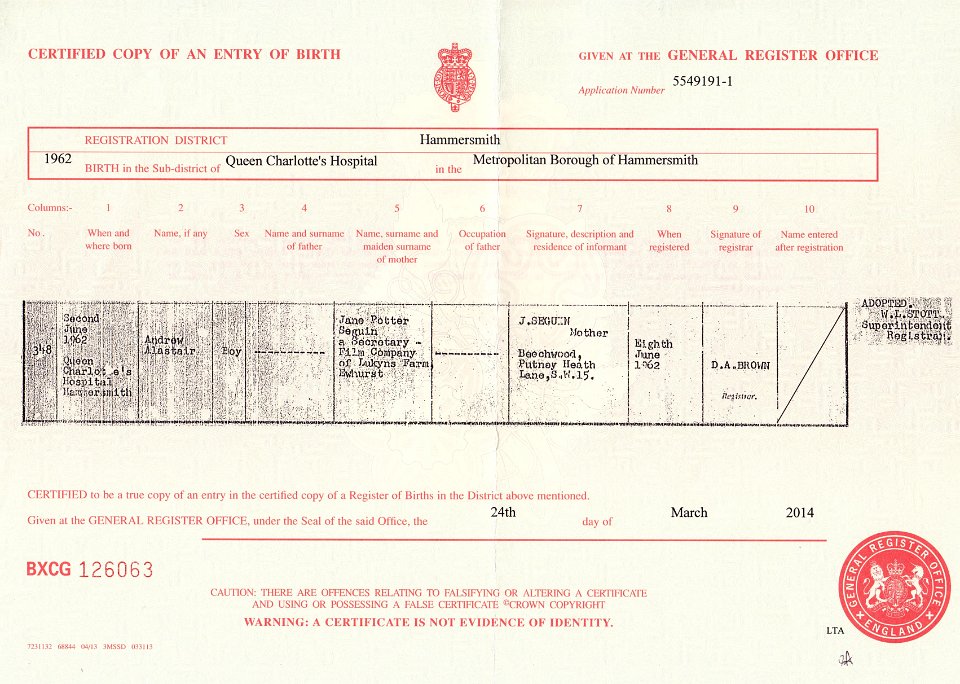 CERTIFIED COPY OF AN ENTRY OF BIRTH
GIVEN AT THE GENERAL REGISTER OFFICE
Application Number 5549191-1
REGISTRATION DISTRICT Hammersmith
1962 BIRTH in the Sub-district of Queen Charlotte's Hospital in the Metropolitan Borough of Hammersmith
Columns:- 1 2 3 4 5 6 7 8 9 10
No. When and where born
Name, if any
Sex
Name and surname of father
Name, surname and maiden surname of mother
Occupation of father
Signature, description and residence of informant
When registered
Signature of registrar
Name entered after registration
348
Second
June
1962
Queen
Charlot e's
Hospital
Hammersmith
Andrew
Alastair
Boy
-------------
Jane Potter
Seguin
a Secretary -
Film Company
of Lukyns Farm,
Ewhurst
-----------
J.SEGUIN
Mother
Beechwood,
Putney Heath
Lane,S.W.15.
Eighth
June
1962
D.A.BROWN
Registrar.
ADOPTED.
W.L.STOTT.
Superintendent
Registrar.
CERTIFIED to be a true copy of an entry in the certified copy of a Register of Births in the District above mentioned.
Given at the GENERAL REGISTER OFFICE, under the Seal of the said Office, the 24th day of March 2014
BXCG 126063
CAUTION: THERE ARE OFFENCES RELATING TO FALSIFYING OR ALTERING A CERTIFICATE
AND USING OR POSSESSING A FALSE CERTIFICATE ©CROWN COPYRIGHT
WARNING: A CERTIFICATE IS NOT EVIDENCE OF IDENTITY.
GENERAL REGISTER OFFICE
ENGLAND
LTA
7231132 68844 04/13 3MSSD 033113